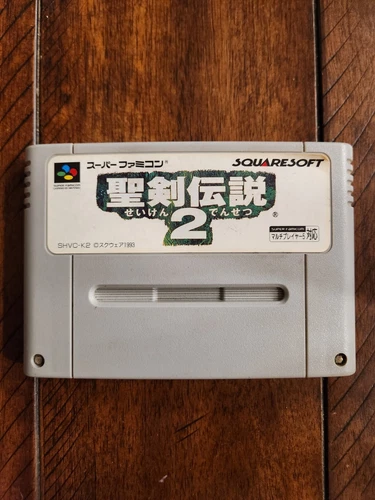 スーパーファミコン® SQUARESOFT
聖剣伝説
せいけん でんせつ
2 ®
SUPER FAMICOM
マルチプレイヤー5 対応
SHVC-K2 ©スクウェア1993